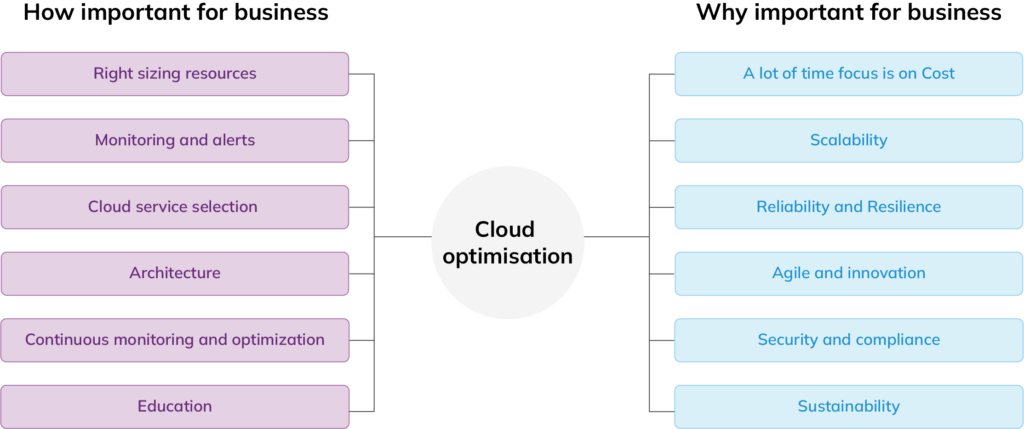 How important for business
Why important for business
Right sizing resources
Monitoring and alerts
Cloud service selection
Architecture
Continuous monitoring and optimization
Education
Cloud
optimisation
A lot of time focus is on Cost
Scalability
Reliability and Resilience
Agile and innovation
Security and compliance
Sustainability